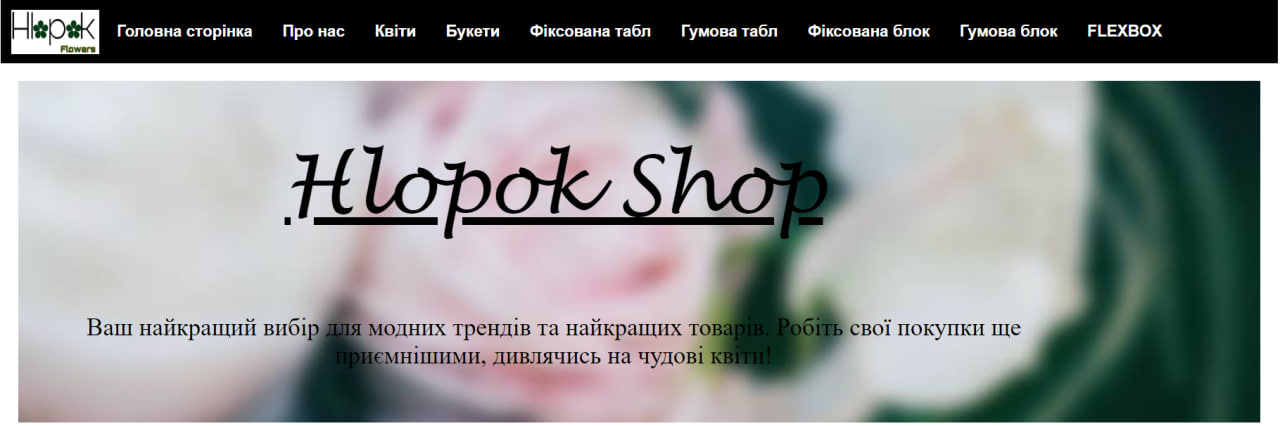 Hlopok
Flowers
Головна сторінка Про нас Квіти Букети Фіксована табл Гумова табл Фіксована блок Гумова блок FLEXBOX
Hlopok Shop
Ваш найкращий вибір для модних трендів та найкращих товарів. Робіть свої покупки ще
приємнішими, дивлячись на чудові квіти!